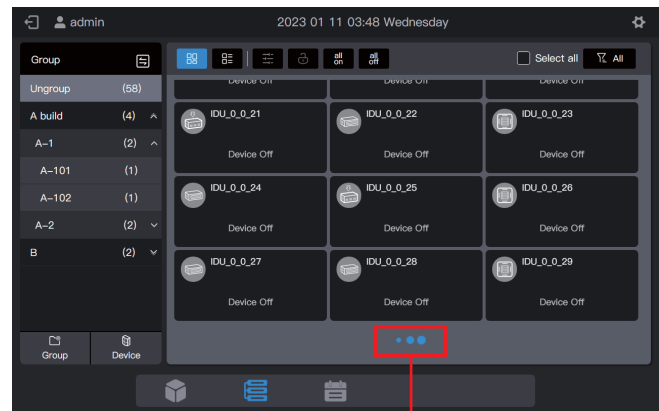 admin
2023 01 11 03:48 Wednesday
Group
all on
all off
Select all
All
Ungroup (58)
A build (4)
A-1 (2)
A-101 (1)
A-102 (1)
A-2 (2)
B (2)
Device Off
Device Off
Device Off
IDU_0_0_21
IDU_0_0_22
IDU_0_0_23
Device Off
Device Off
Device Off
IDU_0_0_24
IDU_0_0_25
IDU_0_0_26
Device Off
Device Off
Device Off
IDU_0_0_27
IDU_0_0_28
IDU_0_0_29
Device Off
Device Off
Device Off
Group
Device